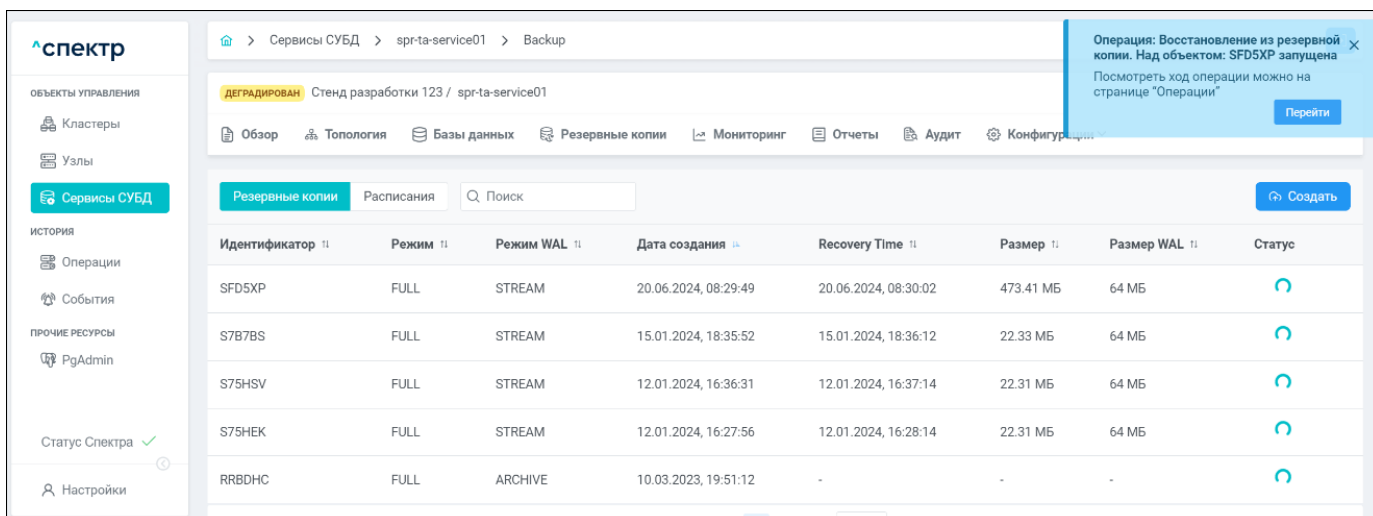 ^спектр
ОБЪЕКТЫ УПРАВЛЕНИЯ
Кластеры
Узлы
Сервисы СУБД
ИСТОРИЯ
Операции
События
ПРОЧИЕ РЕСУРСЫ
PgAdmin
Статус Спектра
Настройки
> Сервисы СУБД > spr-ta-service01 > Backup
ДЕГРАДИРОВАН Стенд разработки 123 / spr-ta-service01
Обзор Топология Базы данных Резервные копии Мониторинг Отчеты Аудит
Операция: Восстановление из резервной
копии. Над объектом: SFD5XP запущена
Посмотреть ход операции можно на
странице "Операции"
Перейти
Резервные копии Расписания Поиск Создать
Идентификатор Режим Режим WAL Дата создания Recovery Time Размер Размер WAL Статус
SFD5XP FULL STREAM 20.06.2024, 08:29:49 20.06.2024, 08:30:02 473.41 МБ 64 МБ
S7B7BS FULL STREAM 15.01.2024, 18:35:52 15.01.2024, 18:36:12 22.33 МБ 64 МБ
S75HSV FULL STREAM 12.01.2024, 16:36:31 12.01.2024, 16:37:14 22.31 МБ 64 МБ
S75HEK FULL STREAM 12.01.2024, 16:27:56 12.01.2024, 16:28:14 22.31 МБ 64 МБ
RRBDHC FULL ARCHIVE 10.03.2023, 19:51:12 - - -